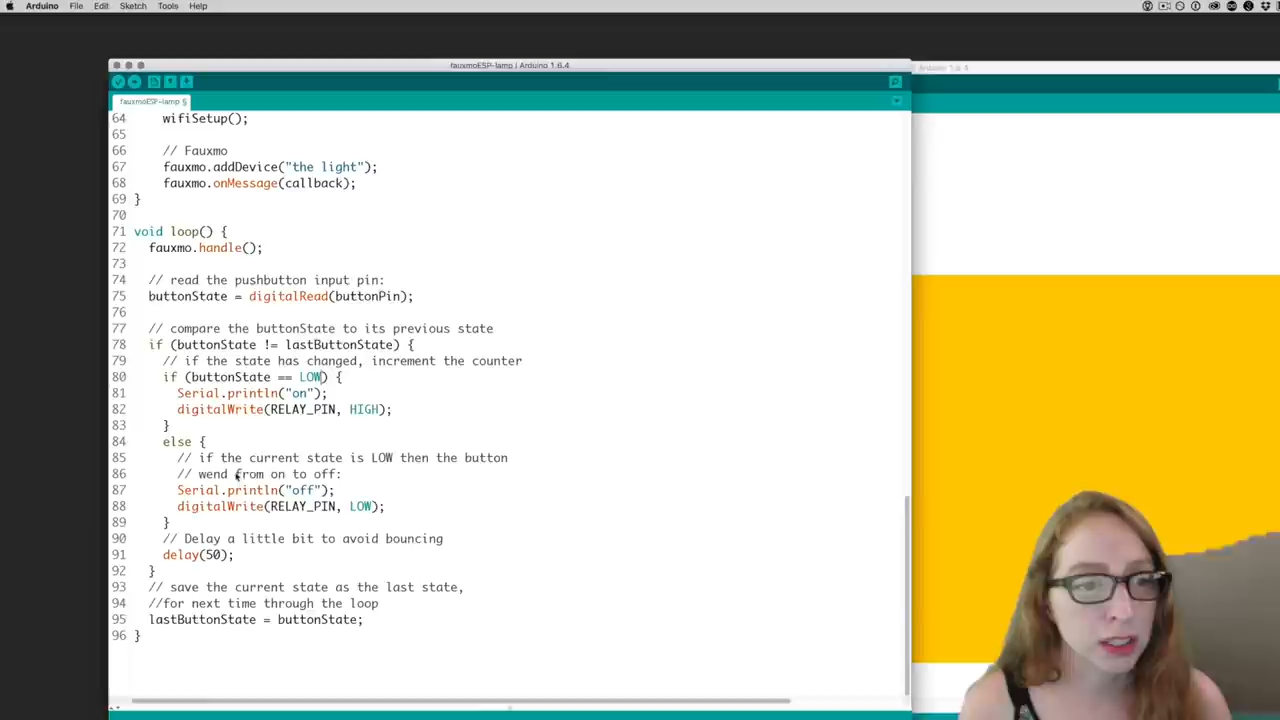 Arduino File Edit Sketch Tools Help
fauxmoESP-lamp | Arduino 1.6.4
fauxmoESP-lamp §
64 wifiSetup();
65
66 // Fauxmo
67 fauxmo.addDevice("the light");
68 fauxmo.onMessage(callback);
69 }
70
71 void loop() {
72 fauxmo.handle();
73
74 // read the pushbutton input pin:
75 buttonState = digitalRead(buttonPin);
76
77 // compare the buttonState to its previous state
78 if (buttonState != lastButtonState) {
79 // if the state has changed, increment the counter
80 if (buttonState == LOW) {
81 Serial.println("on");
82 digitalWrite(RELAY_PIN, HIGH);
83 }
84 else {
85 // if the current state is LOW then the button
86 // wend from on to off:
87 Serial.println("off");
88 digitalWrite(RELAY_PIN, LOW);
89 }
90 // Delay a little bit to avoid bouncing
91 delay(50);
92 }
93 // save the current state as the last state,
94 //for next time through the loop
95 lastButtonState = buttonState;
96 }